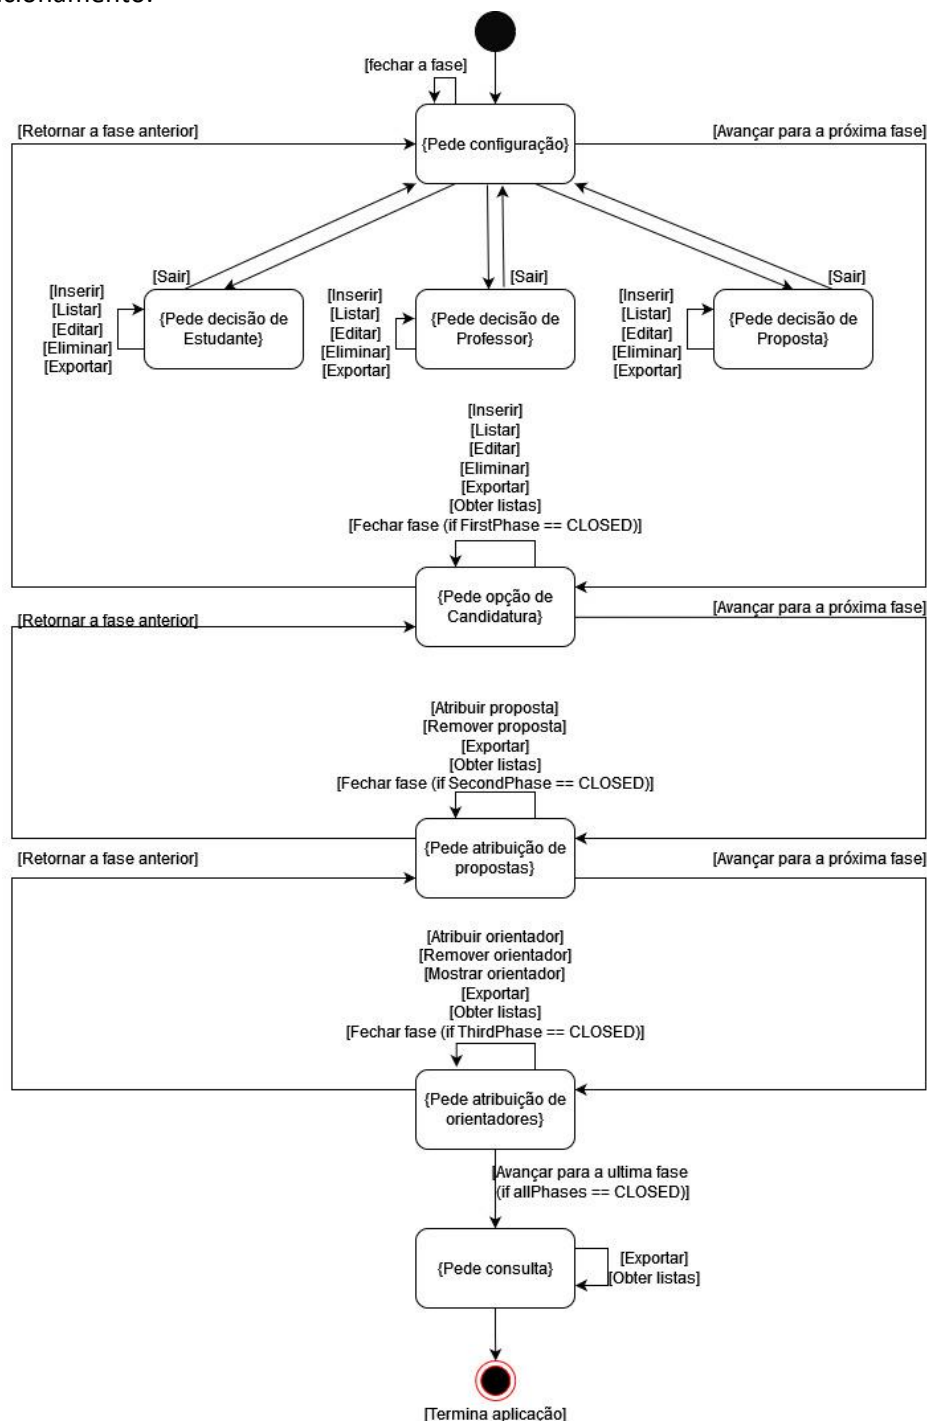 cionamento.
[fechar a fase]
[Retornar a fase anterior]
[Avançar para a próxima fase]
{Pede configuração}
[Sair]
[Sair]
[Sair]
[Inserir]
[Listar]
[Editar]
[Eliminar]
[Exportar]
{Pede decisão de
Estudante}
[Inserir]
[Listar]
[Editar]
[Eliminar]
[Exportar]
{Pede decisão de
Professor}
[Inserir]
[Listar]
[Editar]
[Eliminar]
[Exportar]
{Pede decisão de
Proposta}
[Inserir]
[Listar]
[Editar]
[Eliminar]
[Exportar]
[Obter listas]
[Fechar fase (if FirstPhase == CLOSED)]
{Pede opção de
Candidatura}
[Retornar a fase anterior]
[Avançar para a próxima fase]
[Atribuir proposta]
[Remover proposta]
[Exportar]
[Obter listas]
[Fechar fase (if SecondPhase == CLOSED)]
{Pede atribuição de
propostas}
[Retornar a fase anterior]
[Avançar para a próxima fase]
[Atribuir orientador]
[Remover orientador]
[Mostrar orientador]
[Exportar]
[Obter listas]
[Fechar fase (if ThirdPhase == CLOSED)]
{Pede atribuição de
orientadores}
[Avançar para a ultima fase
(if allPhases == CLOSED)]
{Pede consulta}
[Exportar]
[Obter listas]
[Termina aplicação]